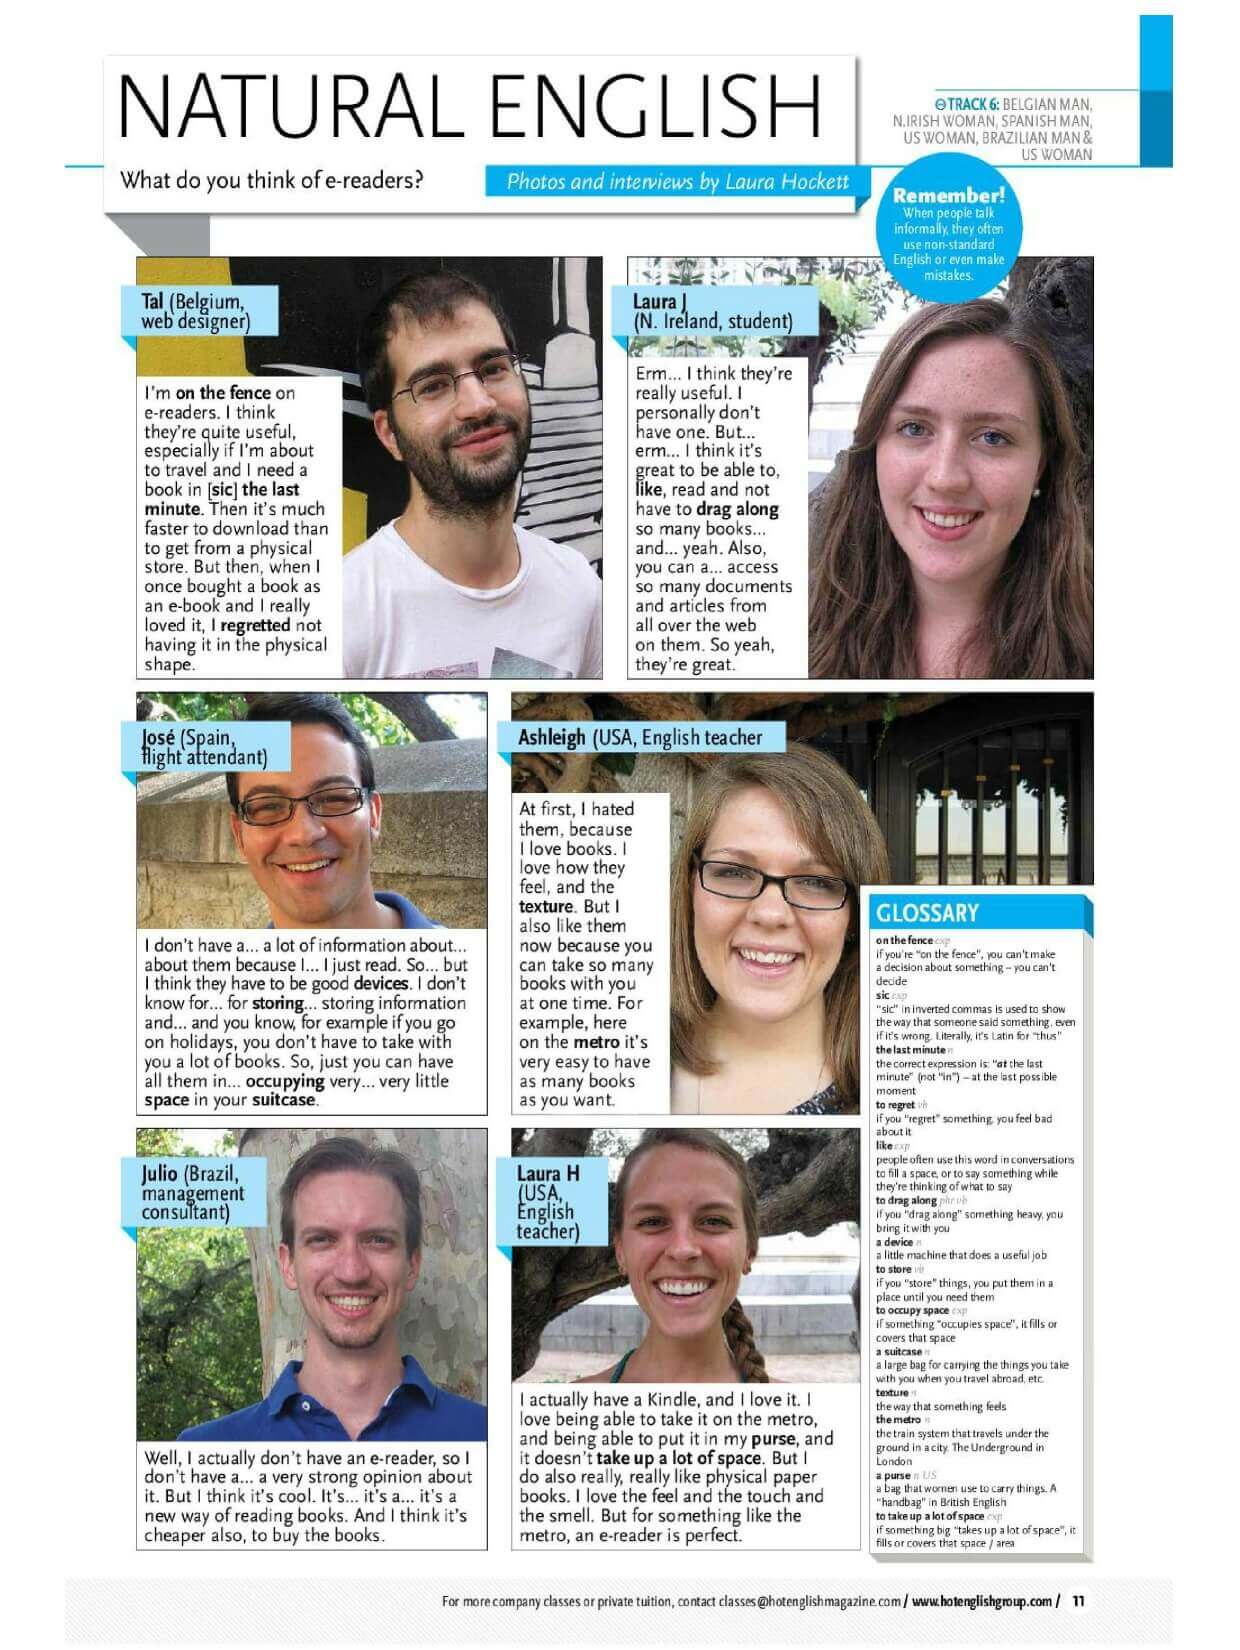 NATURAL ENGLISH
What do you think of e-readers?
Photos and interviews by Laura Hockett
TRACK 6: BELGIAN MAN,
N.IRISH WOMAN, SPANISH MAN,
US WOMAN, BRAZILIAN MAN &
US WOMAN
Remember!
When people talk
informally, they often
use non-standard
English or even make
mistakes.
Tal (Belgium,
web designer)
I'm on the fence on
e-readers. I think
they're quite useful,
especially if I'm about
to travel and I need a
book in [sic] the last
minute. Then it's much
faster to download than
to get from a physical
store. But then, when I
once bought a book as
an e-book and I really
loved it, I regretted not
having it in the physical
shape.
Laura J
(N. Ireland, student)
Erm... I think they're
really useful. I
personally don't
have one. But...
erm... I think it's
great to be able to,
like, read and not
have to drag along
so many books...
and... yeah. Also,
you can a... access
so many documents
and articles from
all over the web
on them. So yeah,
they're great.
José (Spain,
flight attendant)
I don't have a... a lot of information about...
about them because I... I just read. So... but
I think they have to be good devices. I don't
know for... for storing... storing information
and... and you know, for example if you go
on holidays, you don't have to take with
you a lot of books. So, just you can have
all them in... occupying very... very little
space in your suitcase.
Ashleigh (USA, English teacher
At first, I hated
them, because
I love books. I
love how they
feel, and the
texture. But I
also like them
now because you
can take so many
books with you
at one time. For
example, here
on the metro it's
very easy to have
as many books
as you want.
Julio (Brazil,
management
consultant)
Well, I actually don't have an e-reader, so I
don't have a... a very strong opinion about
it. But I think it's cool. It's... it's a... it's a
new way of reading books. And I think it's
cheaper also, to buy the books.
Laura H
(USA,
English
teacher)
I actually have a Kindle, and I love it. I
love being able to take it on the metro,
and being able to put it in my purse, and
it doesn't take up a lot of space. But I
do also really, really like physical paper
books. I love the feel and the touch and
the smell. But for something like the
metro, an e-reader is perfect.
GLOSSARY
on the fence exp
if you're "on the fence", you can't make
a decision about something – you can't
decide
sic exp
"sic" in inverted commas is used to show
the way that someone said something, even
if it's wrong. Literally, it's Latin for "thus"
the last minute n
the correct expression is: "at the last
minute" (not "in") – at the last possible
moment
to regret vb
if you "regret" something, you feel bad
about it
like exp
people often use this word in conversations
to fill a space, or to say something while
they're thinking of what to say
to drag along phr vb
if you "drag along" something heavy, you
bring it with you
a device n
a little machine that does a useful job
to store vb
if you "store" things, you put them in a
place until you need them
to occupy space exp
if something "occupies space", it fills or
covers that space
a suitcase n
a large bag for carrying the things you take
with you when you travel abroad, etc.
texture n
the way that something feels
the metro n
the train system that travels under the
ground in a city. The Underground in
London
a purse n US
a bag that women use to carry things. A
"handbag" in British English
to take up a lot of space exp
if something big "takes up a lot of space", it
fills or covers that space / area
For more company classes or private tuition, contact classes@hotenglishmagazine.com / www.hotenglishgroup.com / 11